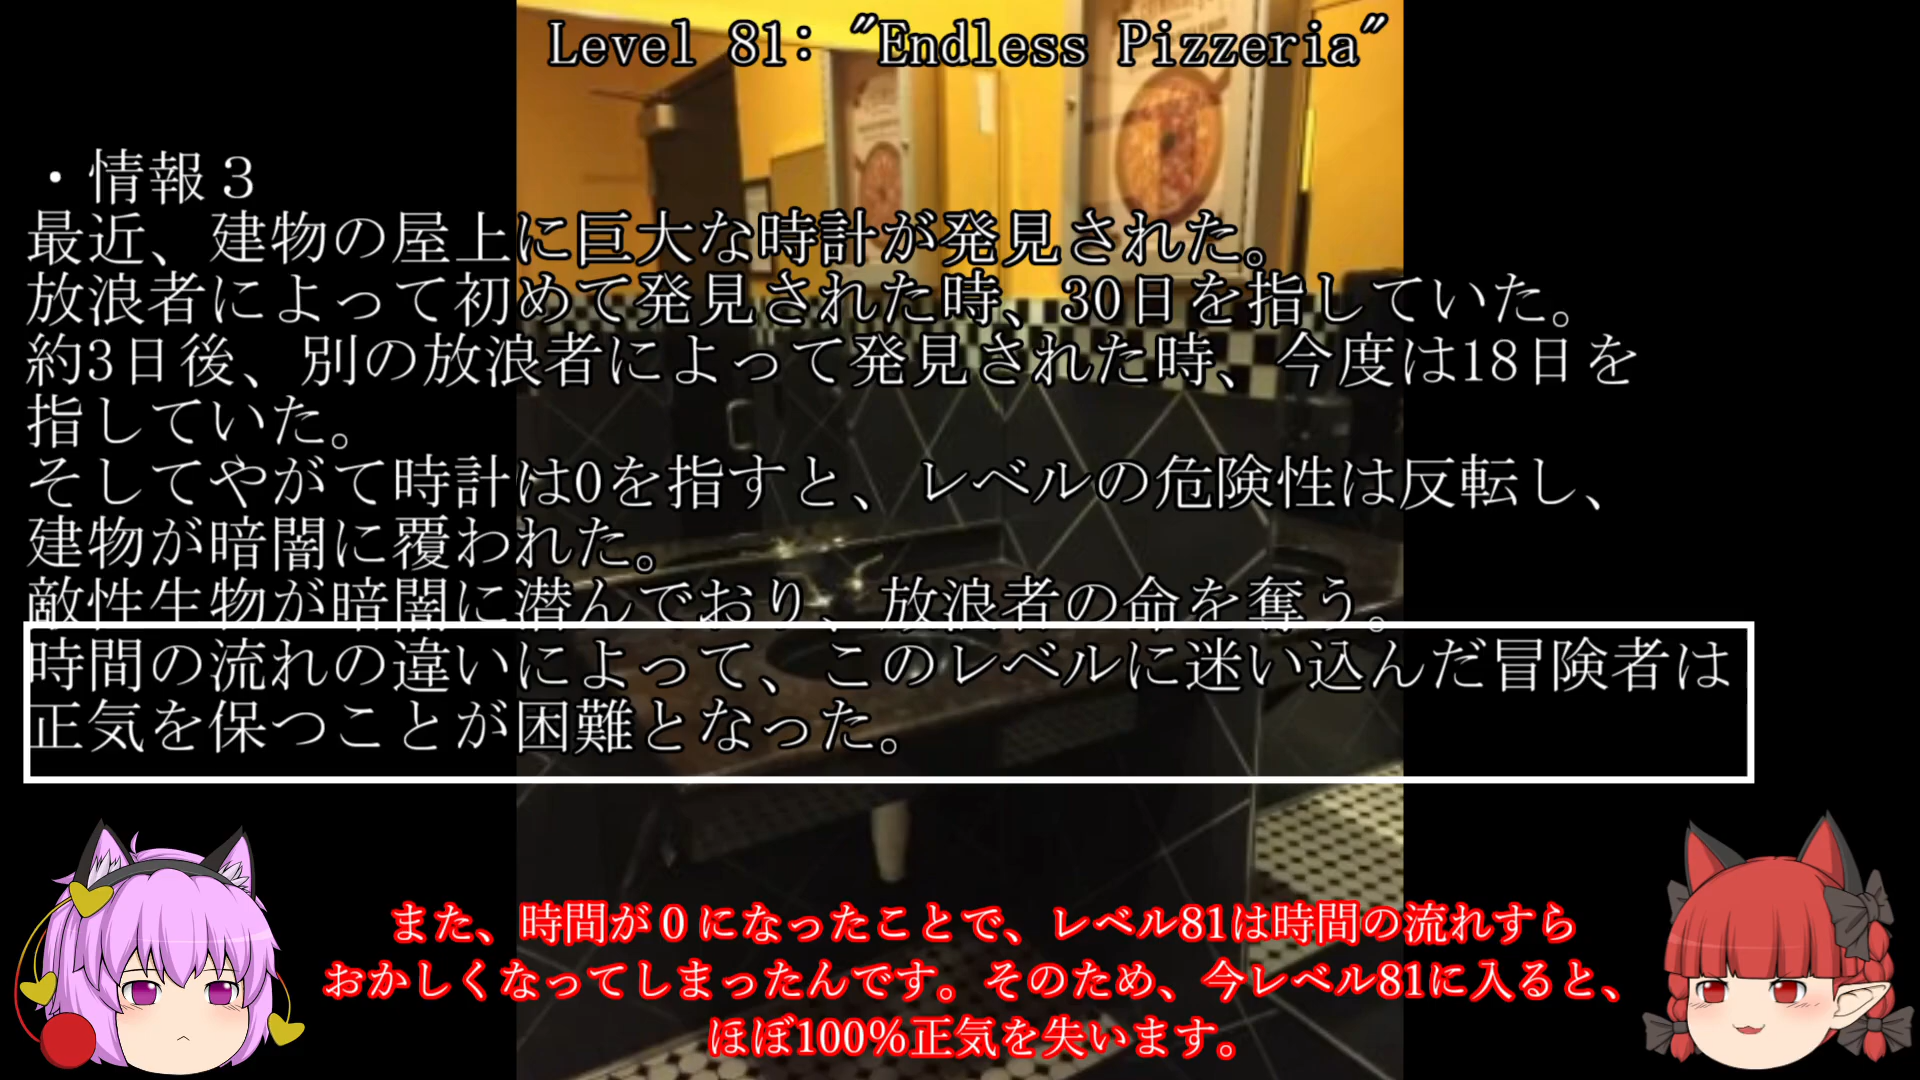 Level 81: "Endless Pizzeria"
・情報３
最近、建物の屋上に巨大な時計が発見された。
放浪者によって初めて発見された時、30日を指していた。
約3日後、別の放浪者によって発見された時、今度は18日を
指していた。
そしてやがて時計は0を指すと、レベルの危険性は反転し、
建物が暗闇に覆われた。
敵性生物が暗闇に潜んでおり、放浪者の命を奪う。
時間の流れの違いによって、このレベルに迷い込んだ冒険者は
正気を保つことが困難となった。
また、時間が０になったことで、レベル81は時間の流れすら
おかしくなってしまったんです。そのため、今レベル81に入ると、
ほぼ100%正気を失います。